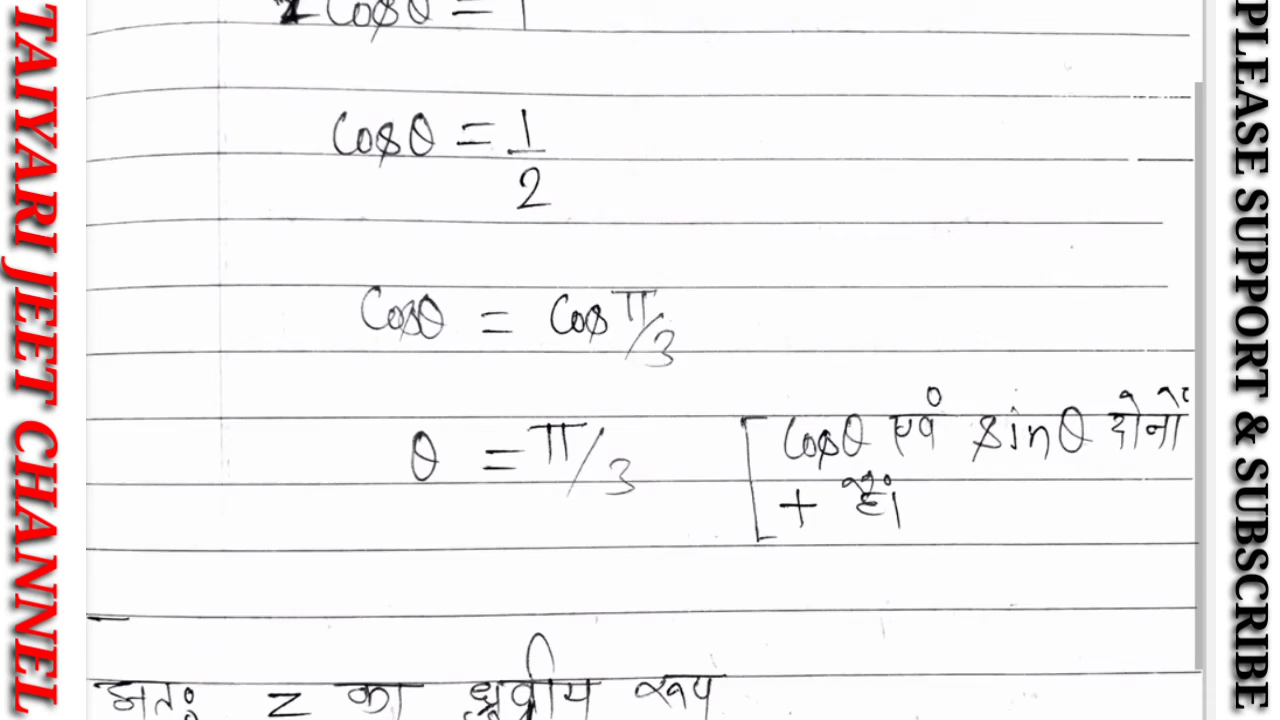 TAIYARI JEET CHANNEL
2 cosθ = 1
cosθ = 1/2
cosθ = cos π/3
θ = π/3 [cosθ एवं sinθ दोनों
+ हैं।
अतः z का ध्रुवीय रूप
PLEASE SUPPORT & SUBSCRIBE